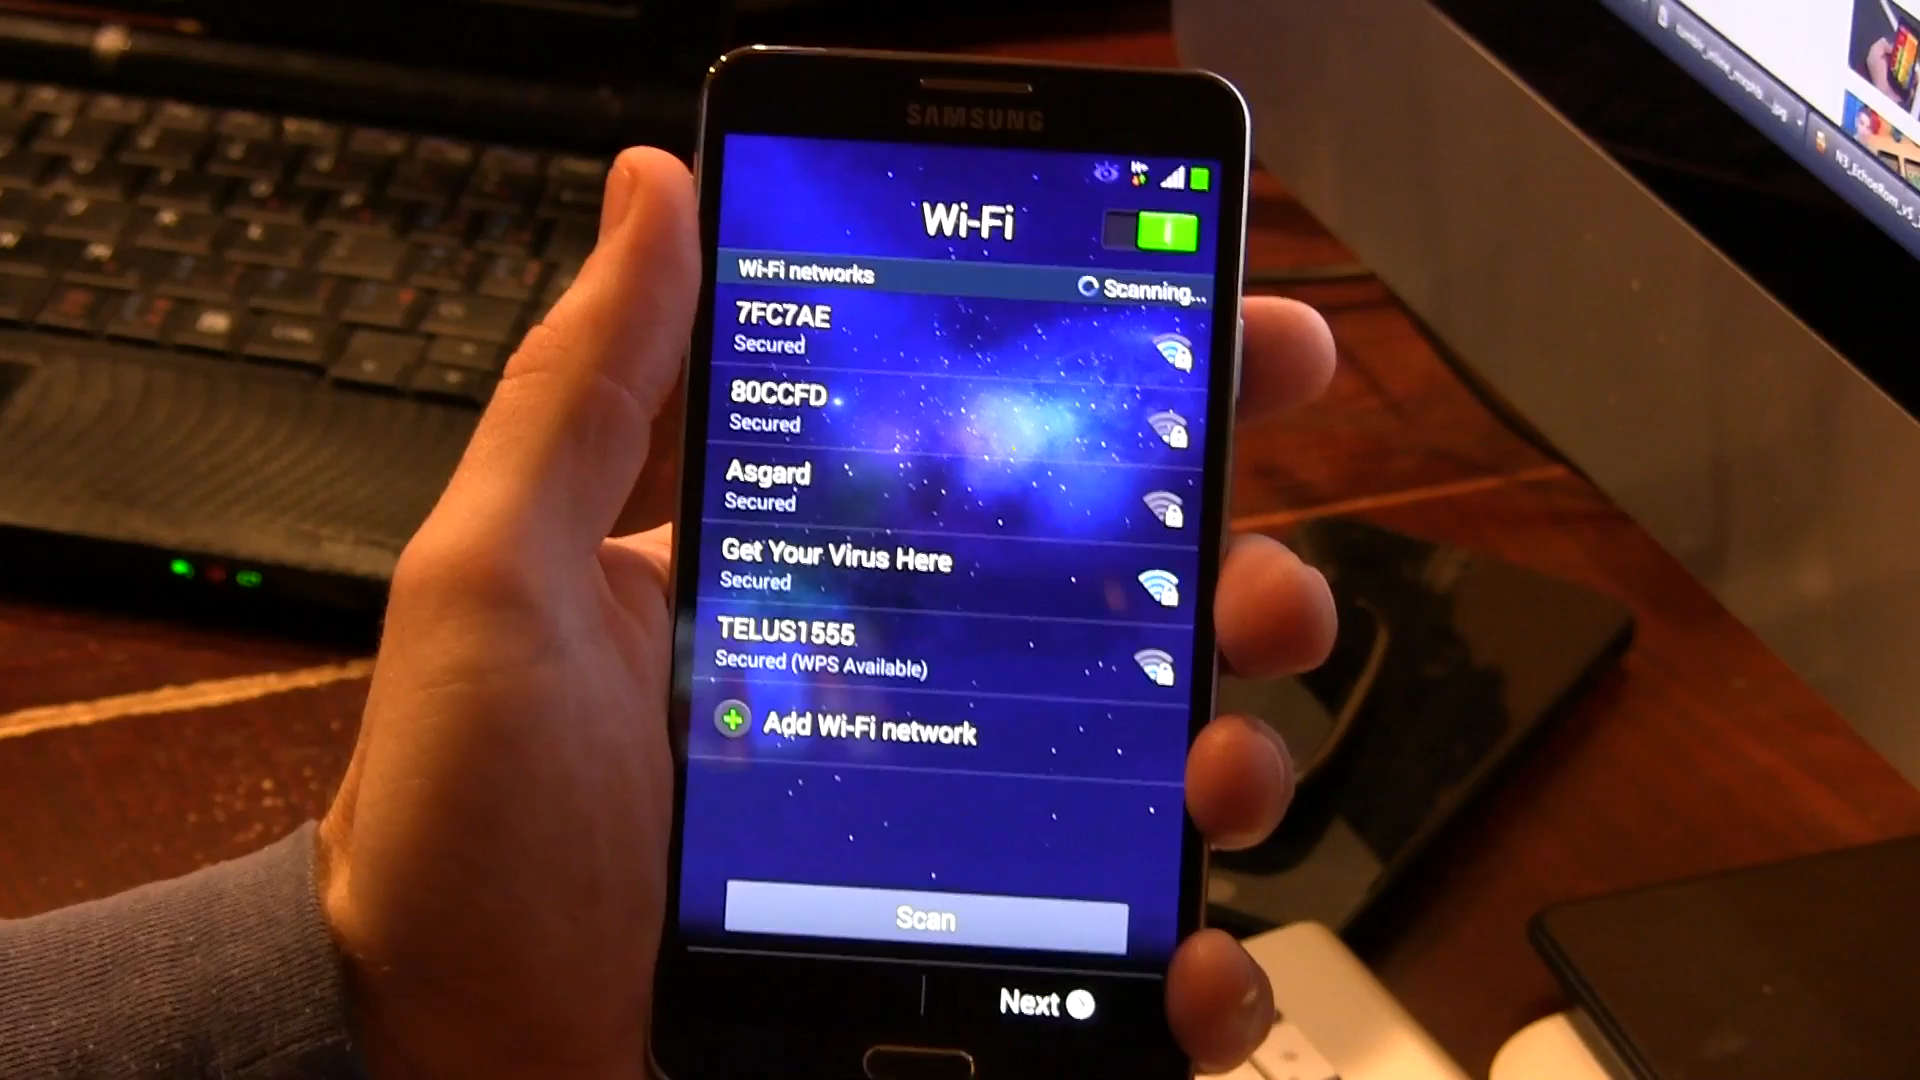 SAMSUNG
Wi-Fi
Wi-Fi networks
Scanning...
7FC7AE
Secured
80CCFD
Secured
Asgard
Secured
Get Your Virus Here
Secured
TELUS1555
Secured (WPS Available)
Add Wi-Fi network
Scan
Next